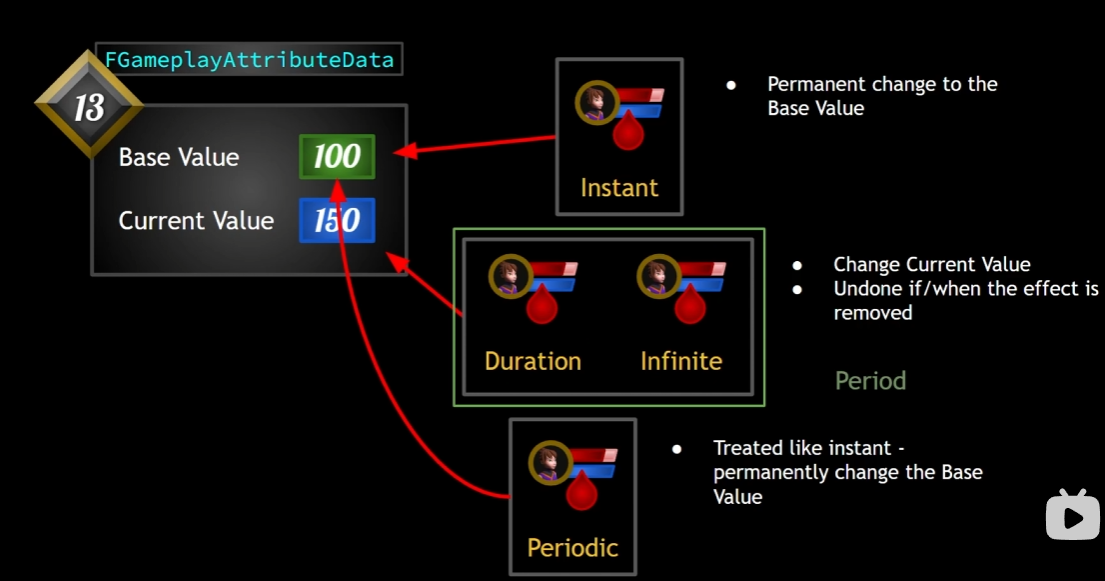 FGameplayAttributeData
13
Base Value 100
Current Value 150
Instant
● Permanent change to the
Base Value
Duration Infinite
● Change Current Value
● Undone if/when the effect is
removed
Period
Periodic
● Treated like instant -
permanently change the Base
Value